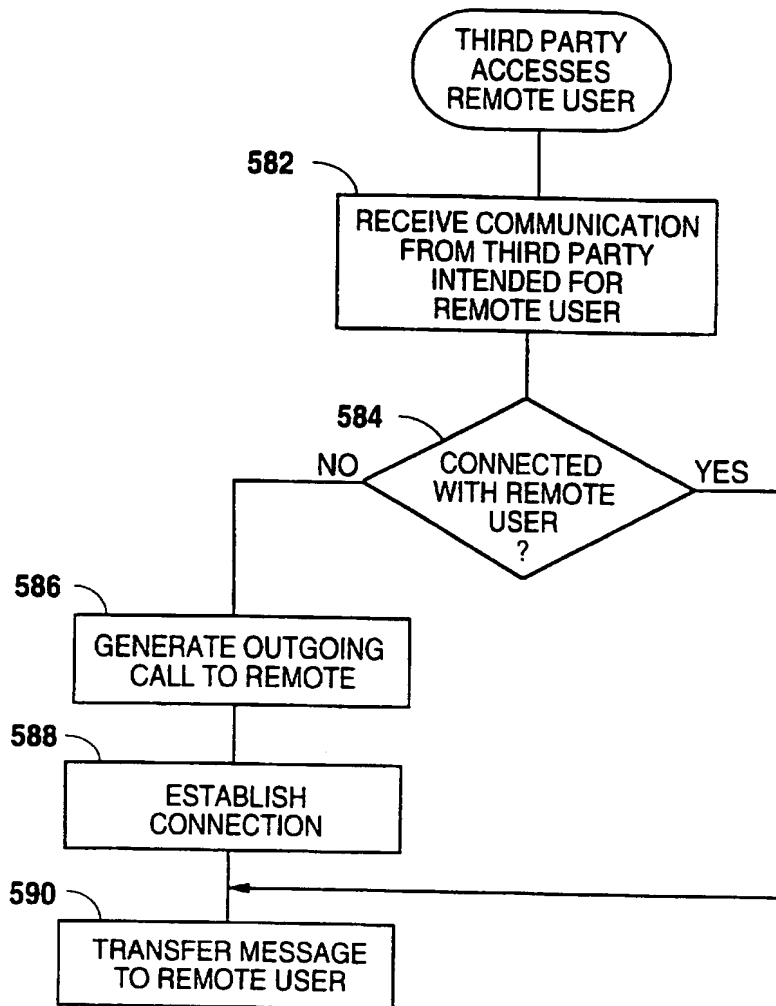 THIRD PARTY
ACCESSES
REMOTE USER
582
RECEIVE COMMUNICATION
FROM THIRD PARTY
INTENDED FOR
REMOTE USER
584
NO
CONNECTED
WITH REMOTE
USER
?
YES
586
GENERATE OUTGOING
CALL TO REMOTE
588
ESTABLISH
CONNECTION
590
TRANSFER MESSAGE
TO REMOTE USER